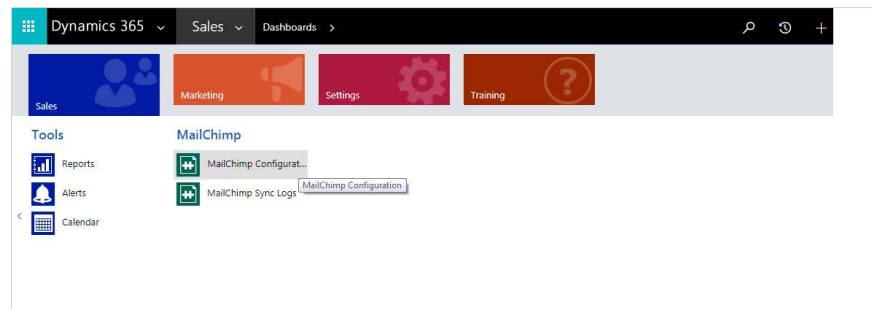 Dynamics 365 Sales Dashboards
Sales
Marketing
Settings
Training
Tools
MailChimp
Reports
MailChimp Configurat...
MailChimp Configuration
Alerts
MailChimp Sync Logs
Calendar